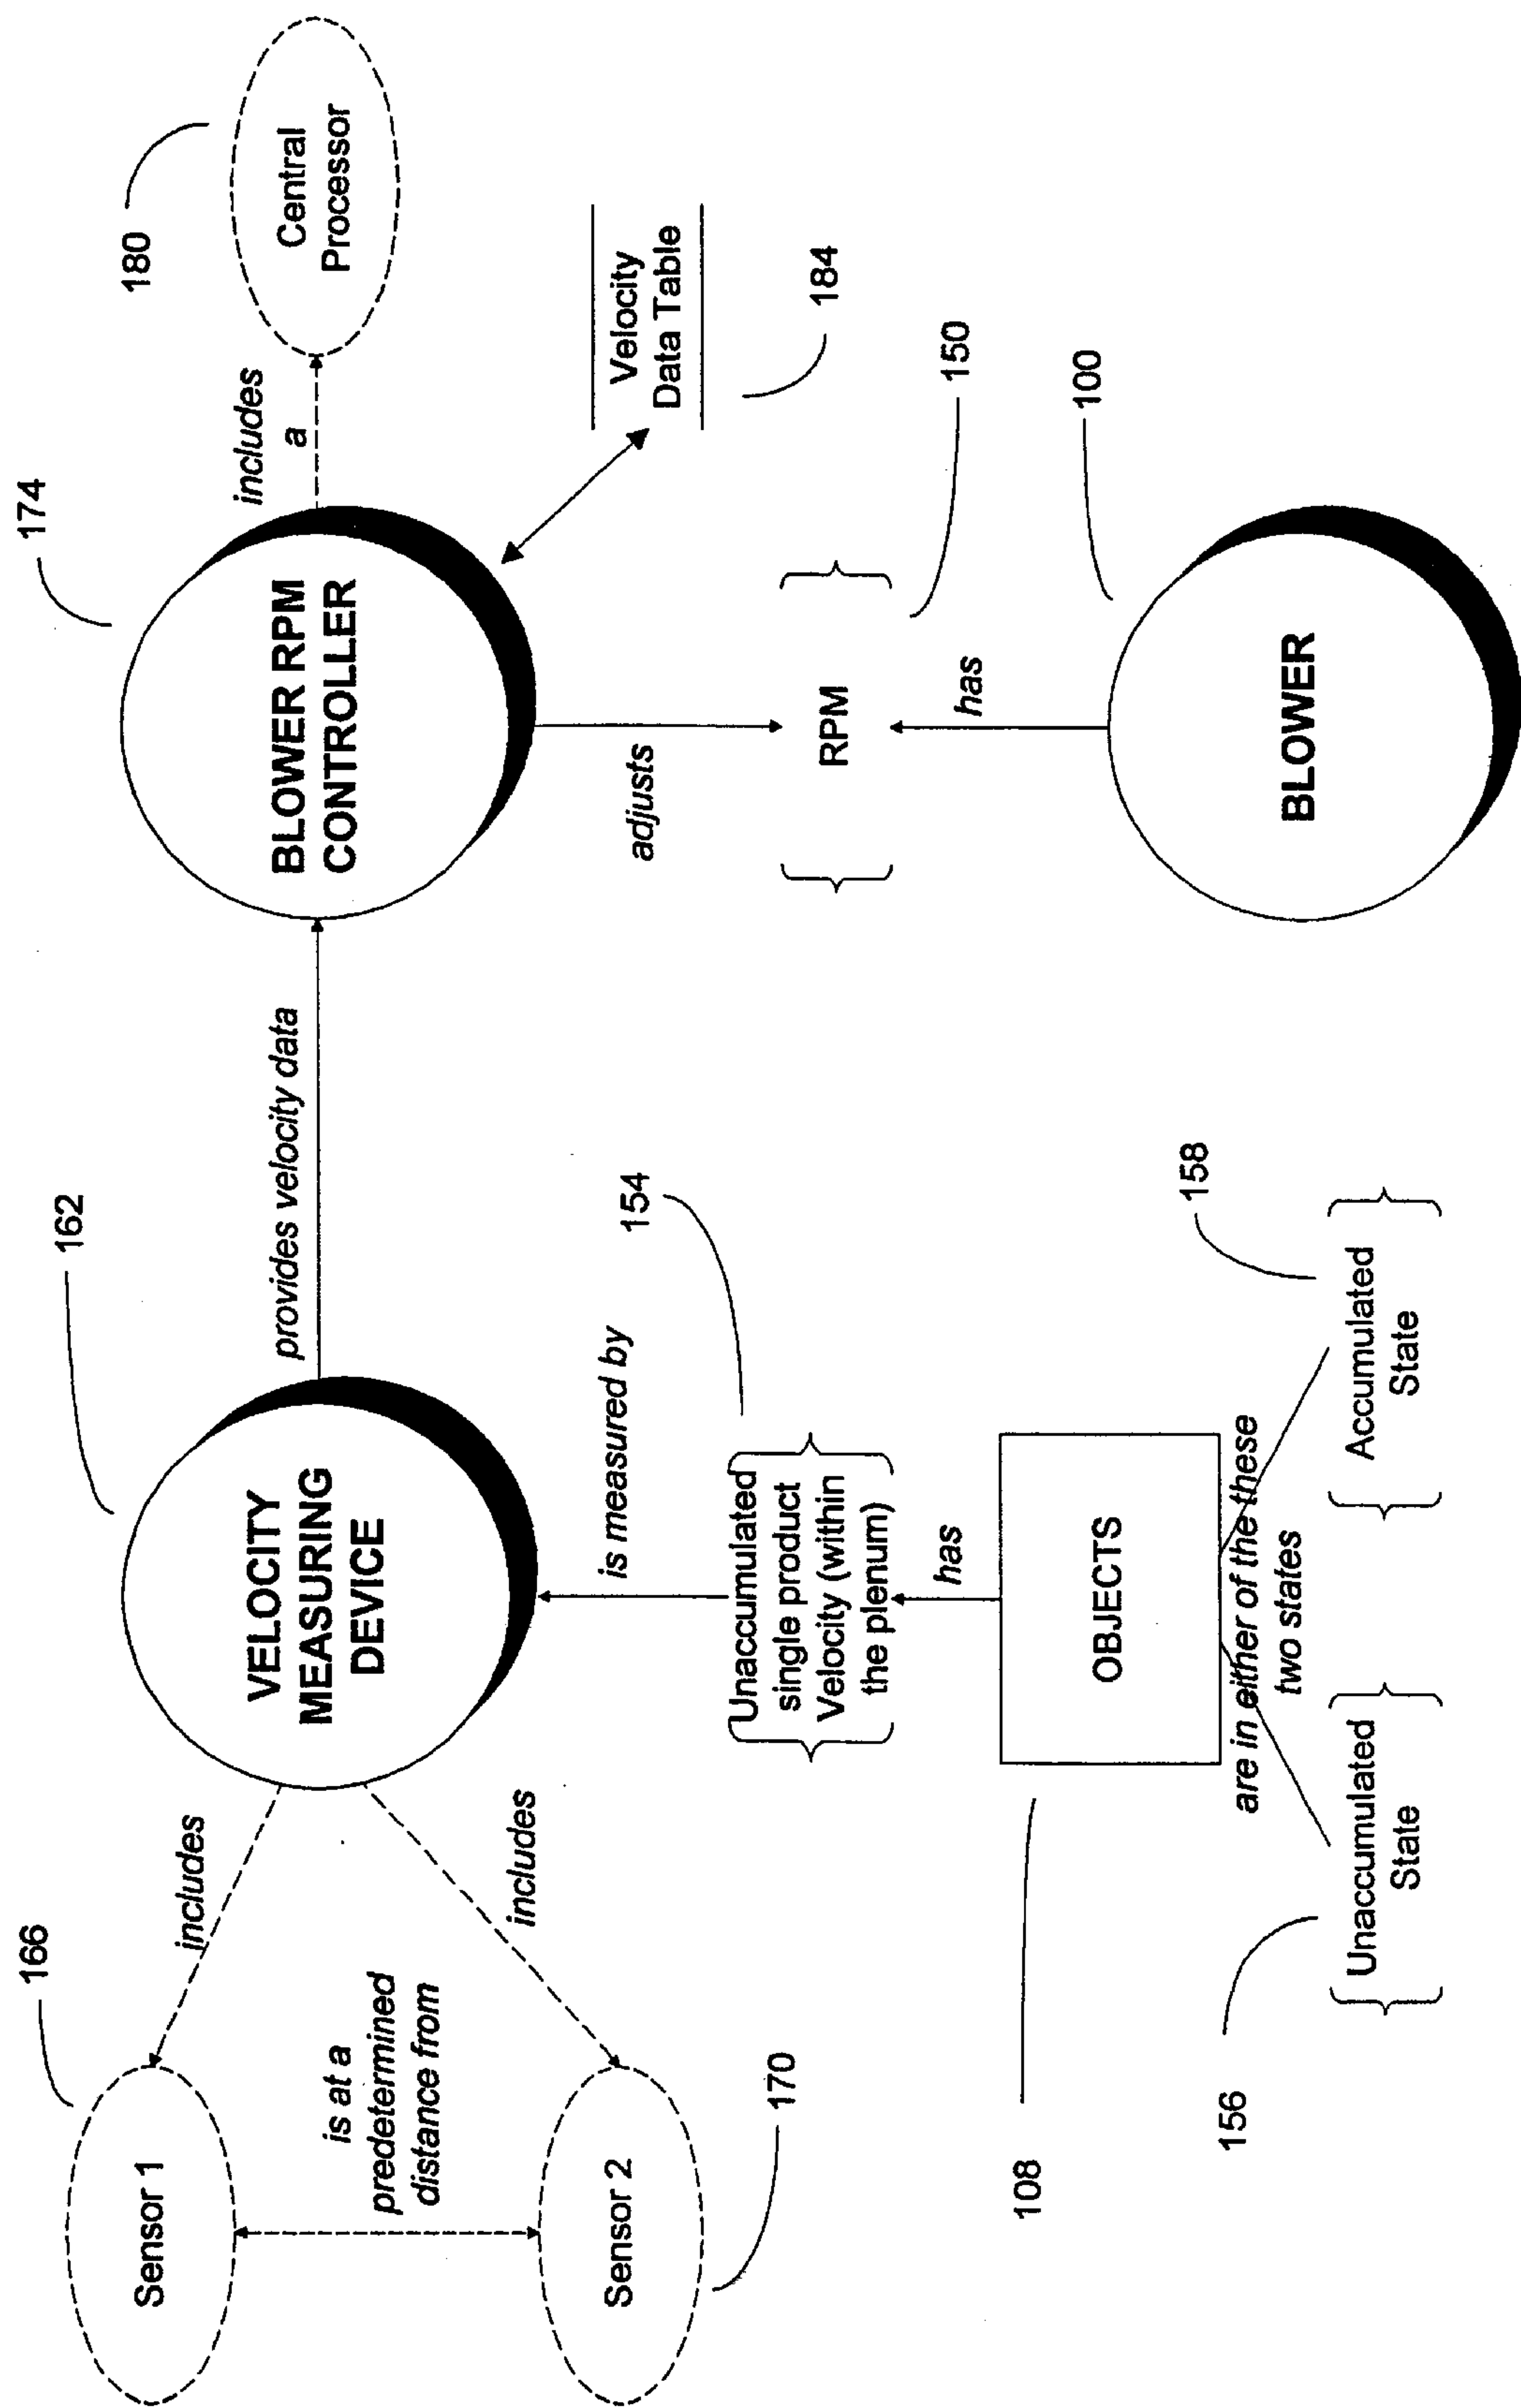 166
162
174
180
Sensor 1
includes
VELOCITY
MEASURING
DEVICE
provides velocity data
BLOWER RPM
CONTROLLER
includes
a
Central
Processor
is at a
predetermined
distance from
includes
Sensor 2
170
is measured by
154
adjusts
Velocity
Data Table
184
Unaccumulated
single product
Velocity (within
the plenum)
RPM
150
has
has
108
OBJECTS
100
BLOWER
are in either of the these
two states
156
158
Unaccumulated
State
Accumulated
State